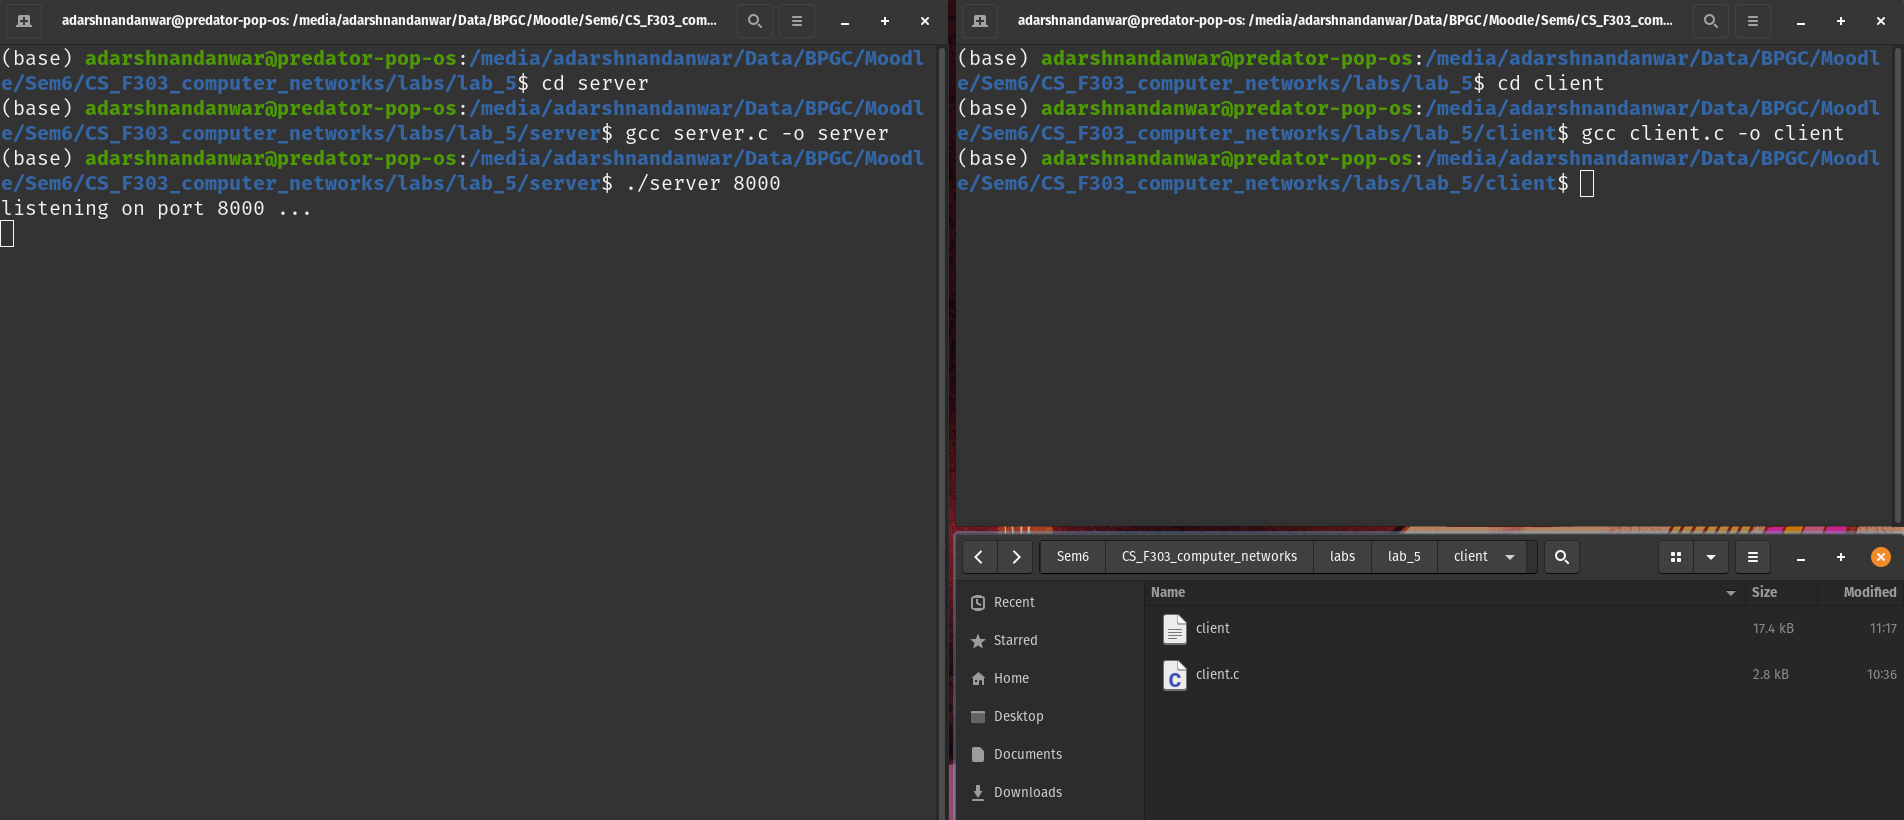 adarshnandanwar@predator-pop-os: /media/adarshnandanwar/Data/BPGC/Moodle/Sem6/CS_F303_com...
(base) adarshnandanwar@predator-pop-os:/media/adarshnandanwar/Data/BPGC/Moodl
e/Sem6/CS_F303_computer_networks/labs/lab_5$ cd server
(base) adarshnandanwar@predator-pop-os:/media/adarshnandanwar/Data/BPGC/Moodl
e/Sem6/CS_F303_computer_networks/labs/lab_5/server$ gcc server.c -o server
(base) adarshnandanwar@predator-pop-os:/media/adarshnandanwar/Data/BPGC/Moodl
e/Sem6/CS_F303_computer_networks/labs/lab_5/server$ ./server 8000
listening on port 8000 ...
adarshnandanwar@predator-pop-os: /media/adarshnandanwar/Data/BPGC/Moodle/Sem6/CS_F303_com...
(base) adarshnandanwar@predator-pop-os:/media/adarshnandanwar/Data/BPGC/Moodl
e/Sem6/CS_F303_computer_networks/labs/lab_5$ cd client
(base) adarshnandanwar@predator-pop-os:/media/adarshnandanwar/Data/BPGC/Moodl
e/Sem6/CS_F303_computer_networks/labs/lab_5/client$ gcc client.c -o client
(base) adarshnandanwar@predator-pop-os:/media/adarshnandanwar/Data/BPGC/Moodl
e/Sem6/CS_F303_computer_networks/labs/lab_5/client$
Sem6 CS_F303_computer_networks labs lab_5 client
Recent
Starred
Home
Desktop
Documents
Downloads
Name Size Modified
client 17.4 kB 11:17
C client.c 2.8 kB 10:36